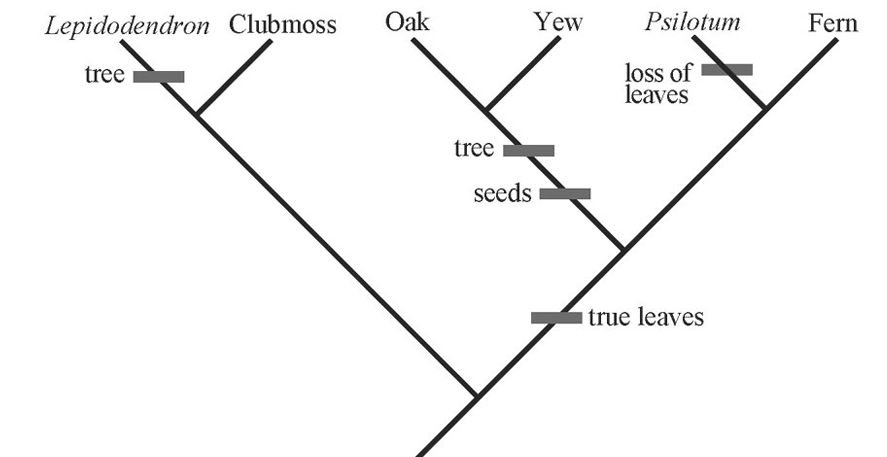 Lepidodendron Clubmoss Oak Yew Psilotum Fern
tree
loss of
leaves
tree
seeds
true leaves